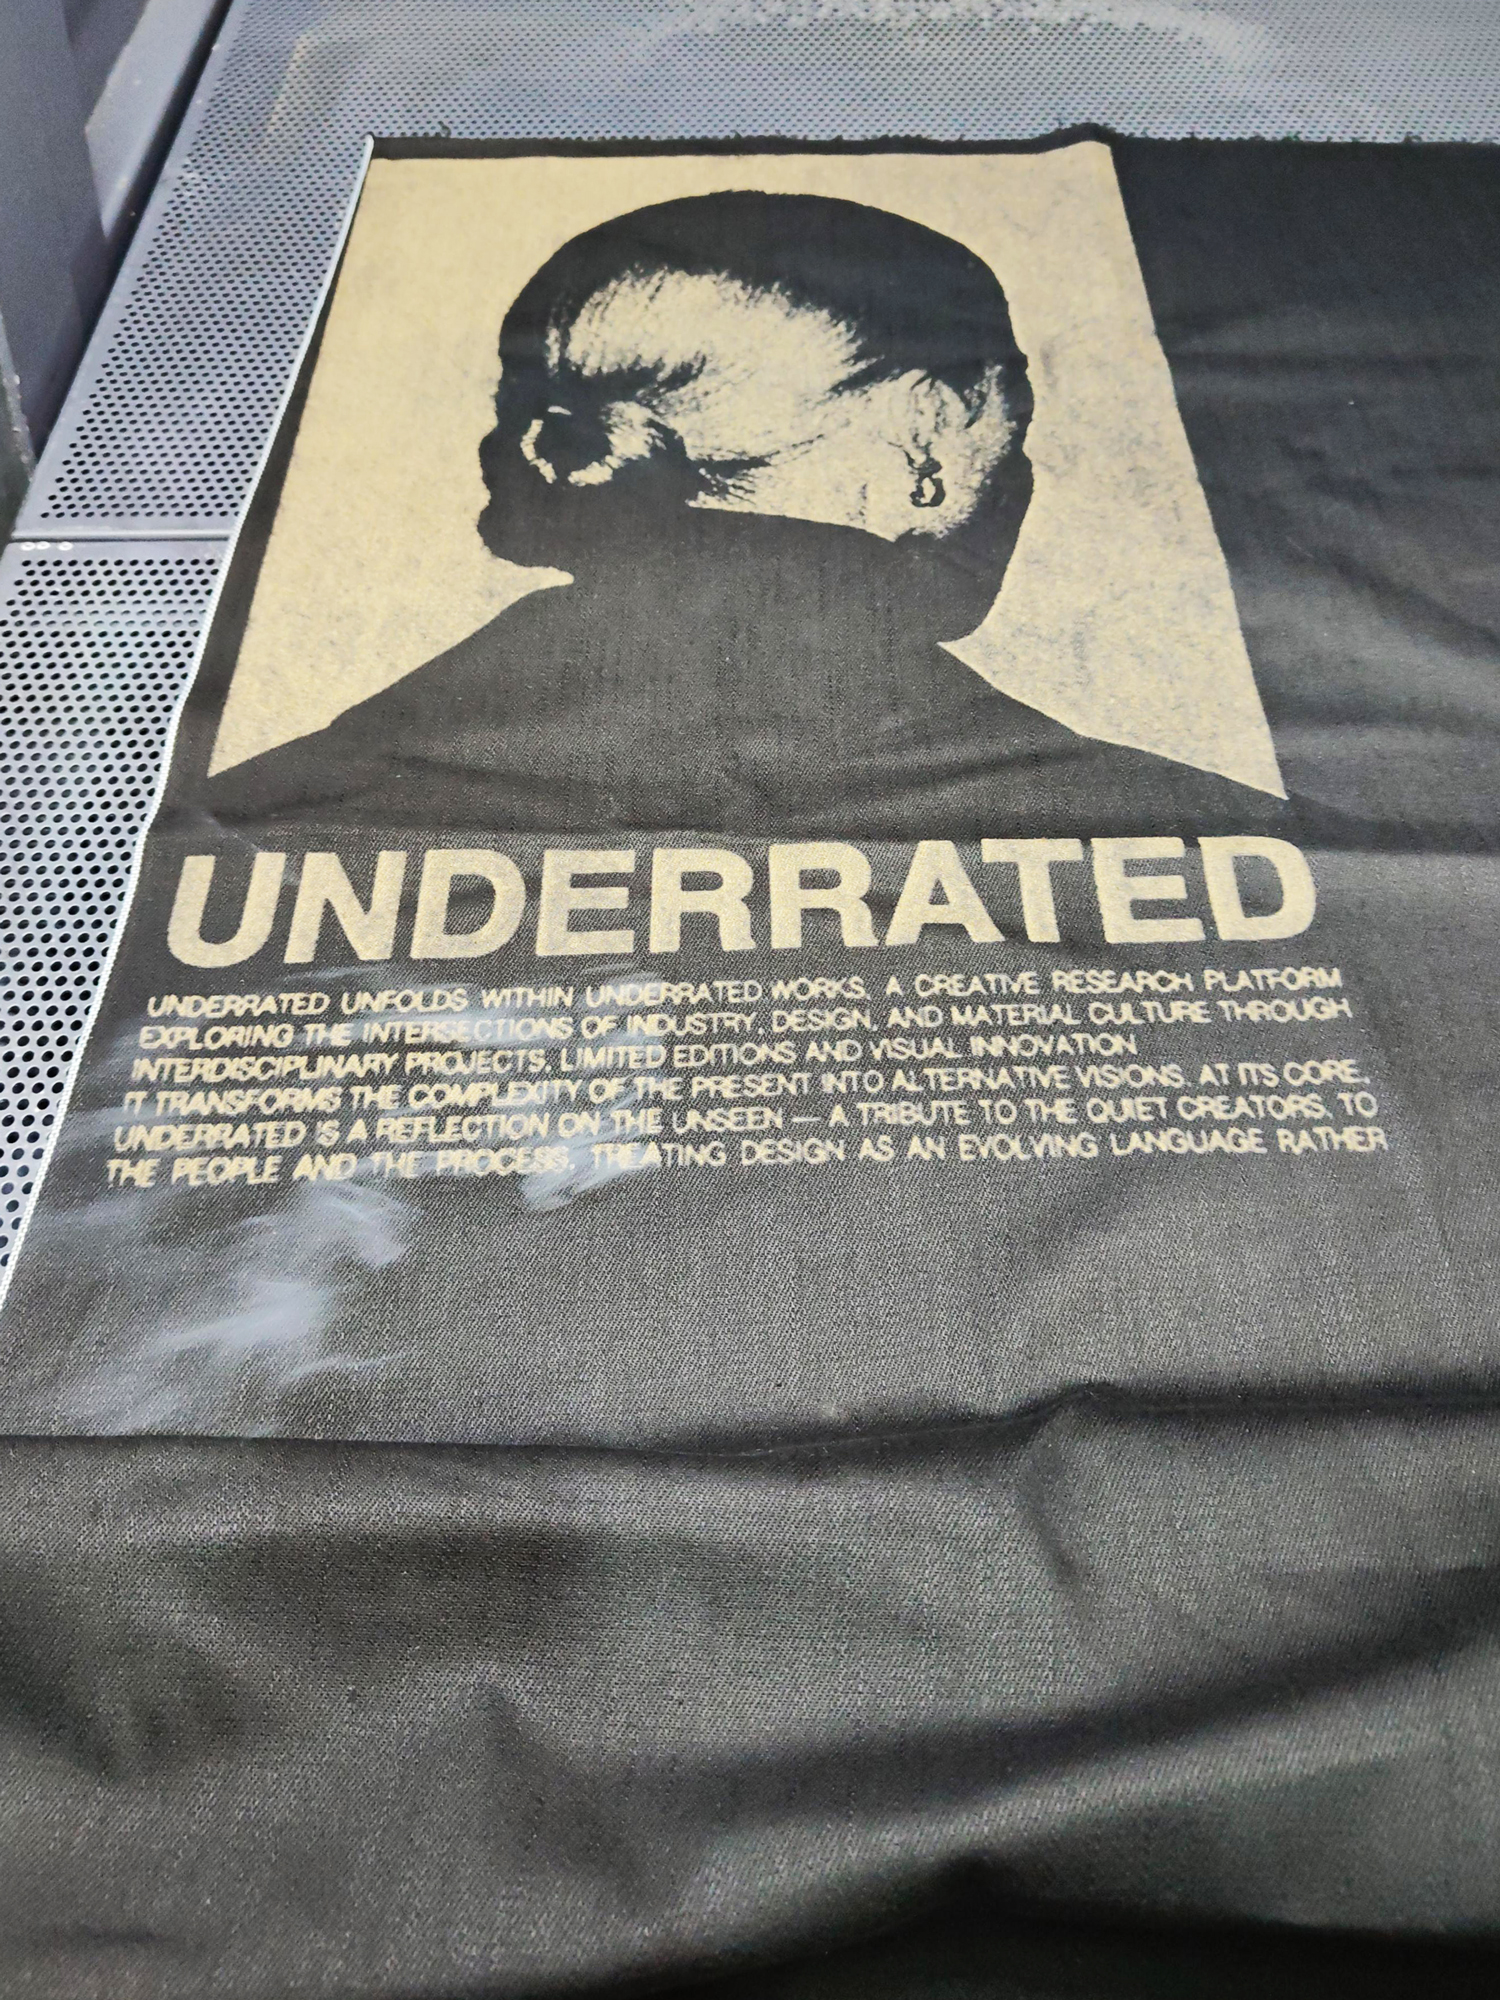 UNDERRATED
UNDERRATED UNFOLDS WITHIN UNDERRATED WORKS, A CREATIVE RESEARCH PLATFORM
EXPLORING THE INTERSECTIONS OF INDUSTRY, DESIGN, AND MATERIAL CULTURE THROUGH
INTERDISCIPLINARY PROJECTS, LIMITED EDITIONS AND VISUAL INNOVATION
IT TRANSFORMS THE COMPLEXITY OF THE PRESENT INTO ALTERNATIVE VISIONS. AT ITS CORE,
UNDERRATED IS A REFLECTION ON THE UNSEEN — A TRIBUTE TO THE QUIET CREATORS, TO
THE PEOPLE AND THE PROCESS, TREATING DESIGN AS AN EVOLVING LANGUAGE RATHER